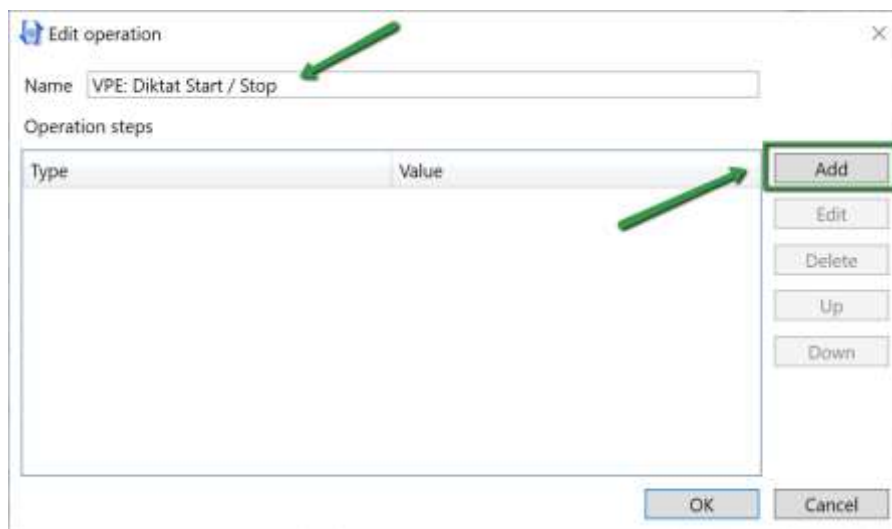 Edit operation
Name VPE: Diktat Start / Stop
Operation steps
Type Value
Add
Edit
Delete
Up
Down
OK Cancel